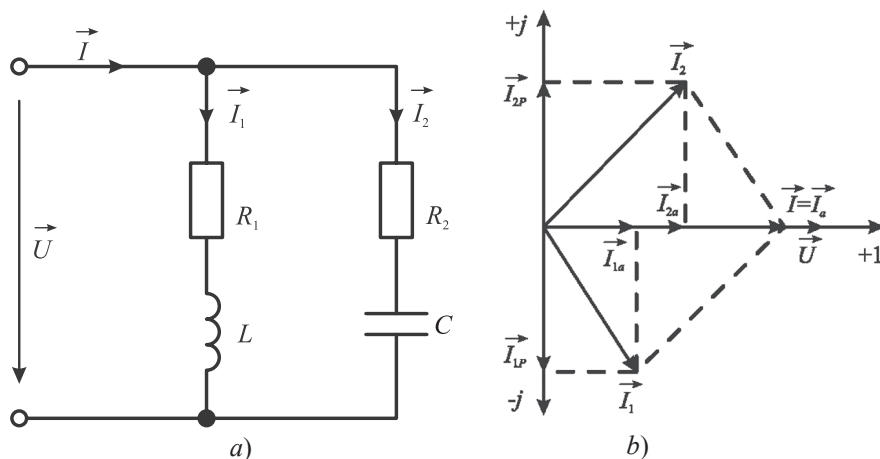 I
I₁
I₂
R₁
R₂
U
L
C
a)
+j
I₂
I₂P
I₂a
I=Ia
I₁a
U
+1
I₁P
I₁
-j
b)